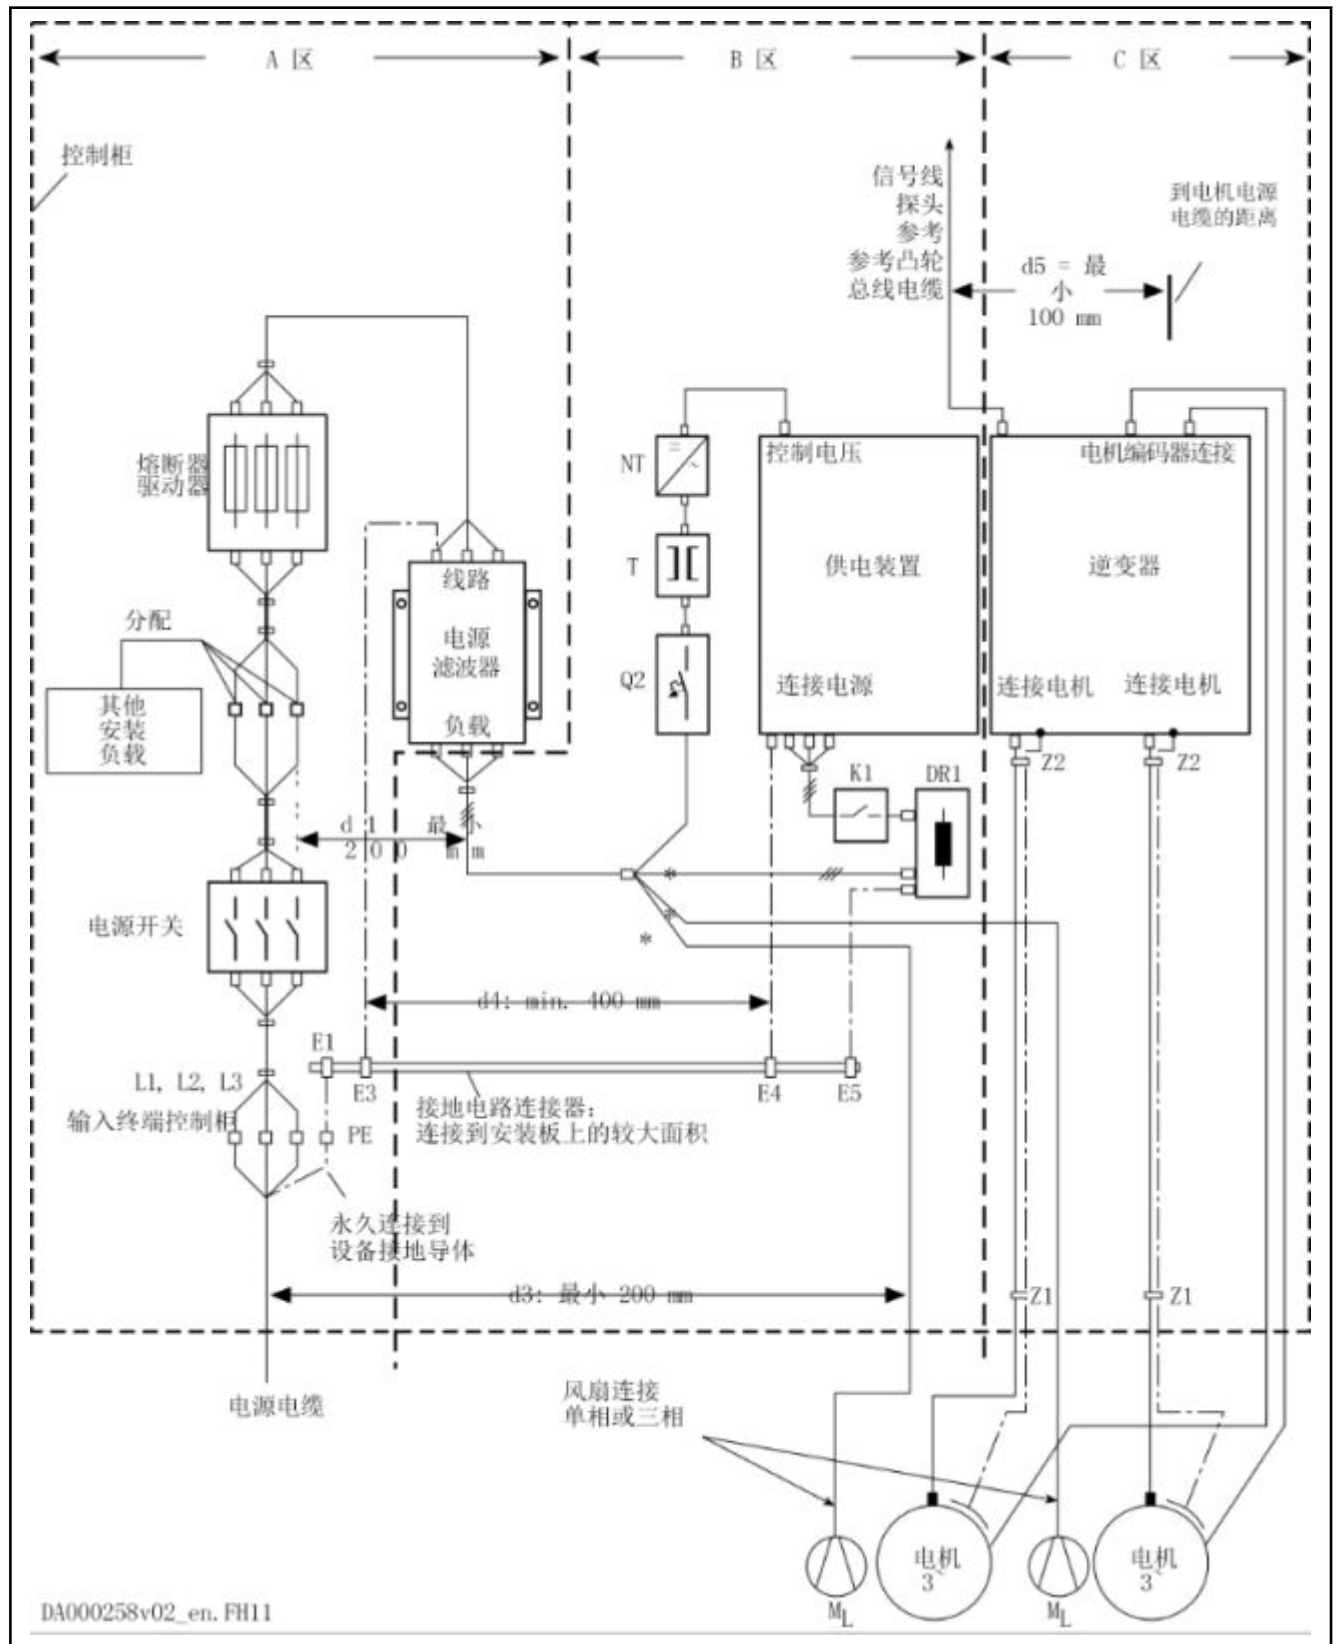 A 区
B 区
C 区
控制柜
信号线
探头
参考
参考凸轮
总线电缆
到电机电源
电缆的距离
d5 = 最
小
100 mm
熔断器
驱动器
NT
控制电压
电机编码器连接
线路
T
供电装置
逆变器
分配
电源
滤波器
Q2
连接电源
连接电机
连接电机
其他
安装
负载
负载
K1
DR1
Z2
Z2
d 1 最 小
2 0 0 m m
*
*
*
电源开关
d4: min. 400 mm
E1
L1, L2, L3
E3
E4
E5
输入终端控制柜
PE
接地电路连接器:
连接到安装板上的较大面积
永久连接到
设备接地导体
d3: 最小 200 mm
Z1
Z1
电源电缆
风扇连接
单相或三相
电机
3~
电机
3~
ML
ML
DA000258v02_en.FH11